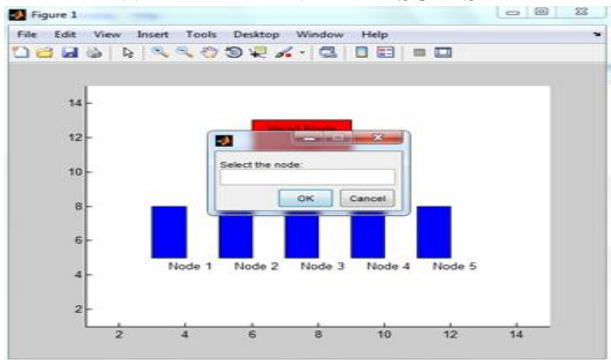 Figure 1
File Edit View Insert Tools Desktop Window Help
14
12
10
8
6
4
2
Head Node
Select the node:
OK Cancel
Node 1 Node 2 Node 3 Node 4 Node 5
2 4 6 8 10 12 14